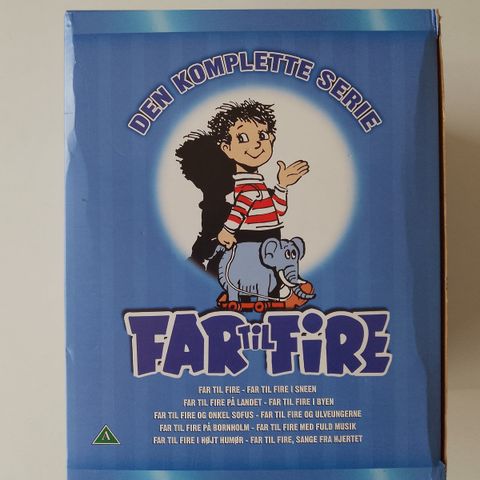 DEN KOMPLETTE SERIE
FAR TIL FIRE
FAR TIL FIRE - FAR TIL FIRE I SNEEN
FAR TIL FIRE PÅ LANDET - FAR TIL FIRE I BYEN
FAR TIL FIRE OG ONKEL SOFUS - FAR TIL FIRE OG ULVEUNGERNE
FAR TIL FIRE PÅ BORNHOLM - FAR TIL FIRE MED FULD MUSIK
FAR TIL FIRE I HØJT HUMØR - FAR TIL FIRE, SANGE FRA HJERTET
A